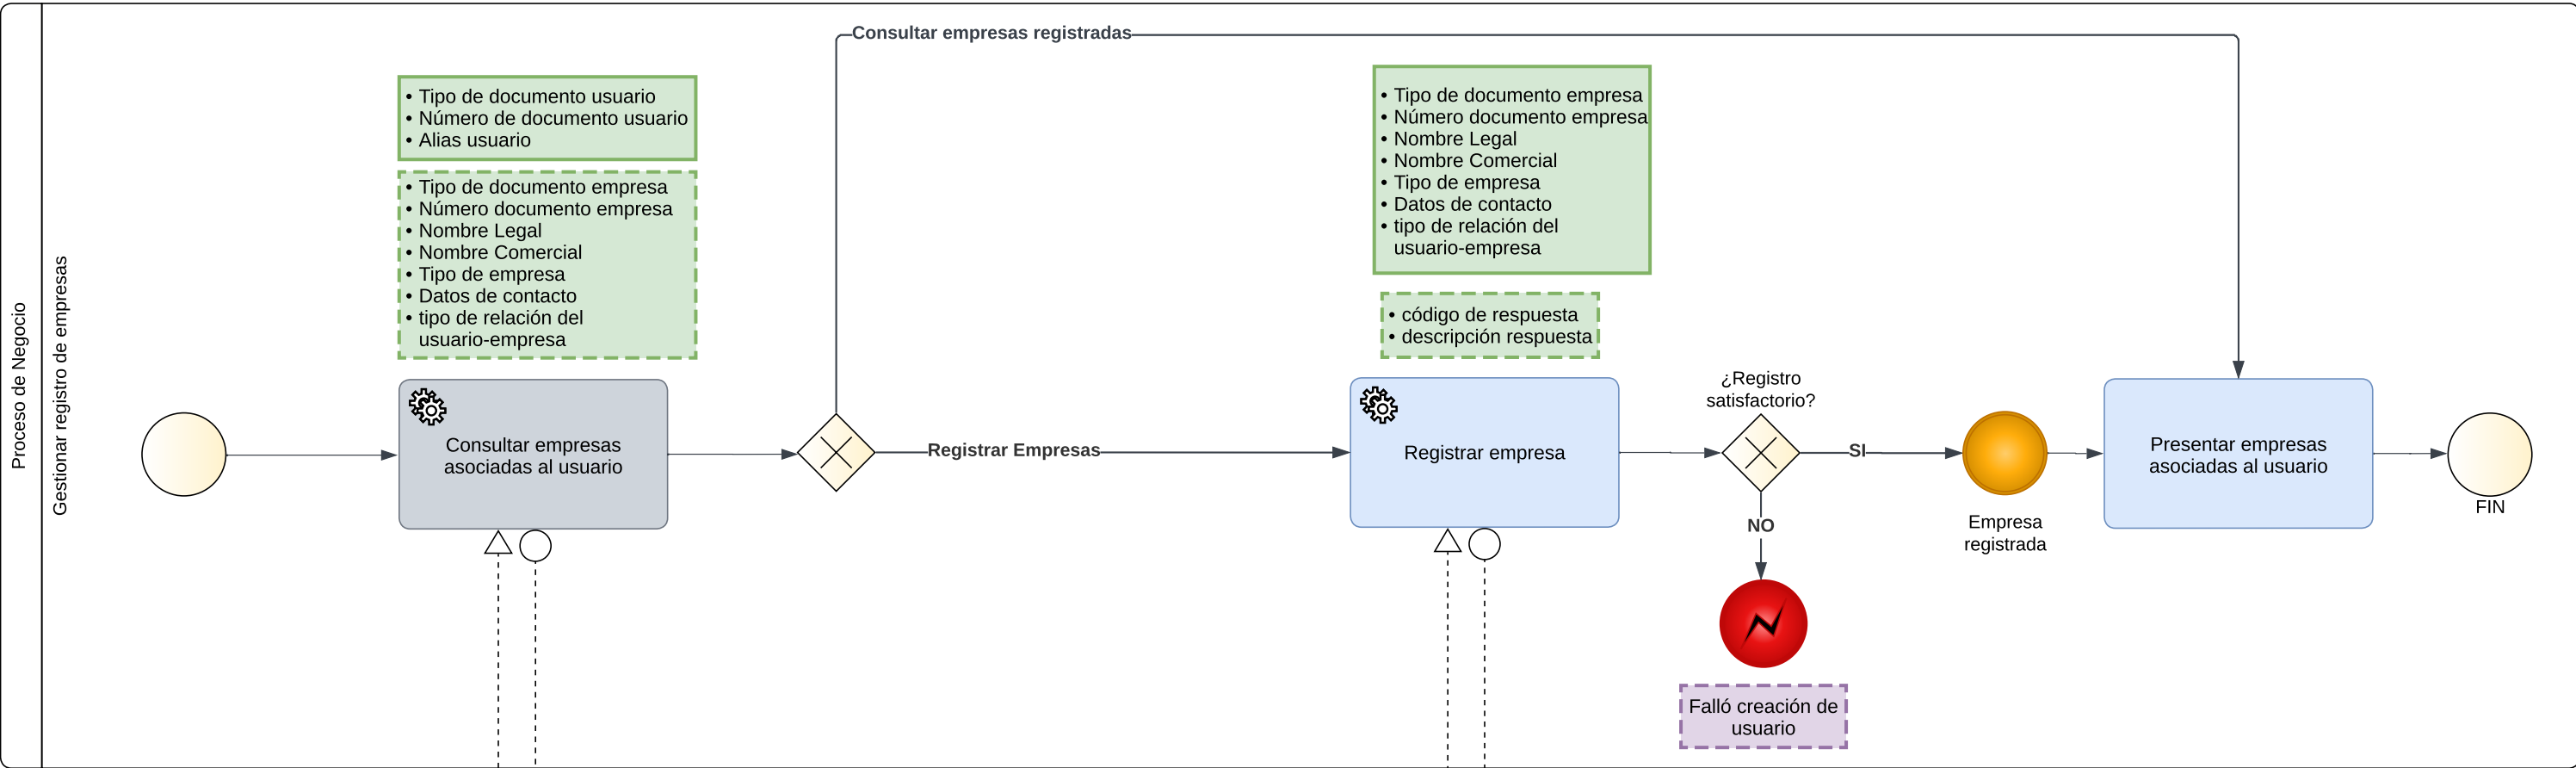 Proceso de Negocio
Gestionar registro de empresas
Consultar empresas registradas
• Tipo de documento usuario
• Número de documento usuario
• Alias usuario
• Tipo de documento empresa
• Número documento empresa
• Nombre Legal
• Nombre Comercial
• Tipo de empresa
• Datos de contacto
• tipo de relación del
usuario-empresa
Consultar empresas
asociadas al usuario
Registrar Empresas
• Tipo de documento empresa
• Número documento empresa
• Nombre Legal
• Nombre Comercial
• Tipo de empresa
• Datos de contacto
• tipo de relación del
usuario-empresa
• código de respuesta
• descripción respuesta
Registrar empresa
¿Registro
satisfactorio?
SI
NO
Falló creación de
usuario
Empresa
registrada
Presentar empresas
asociadas al usuario
FIN